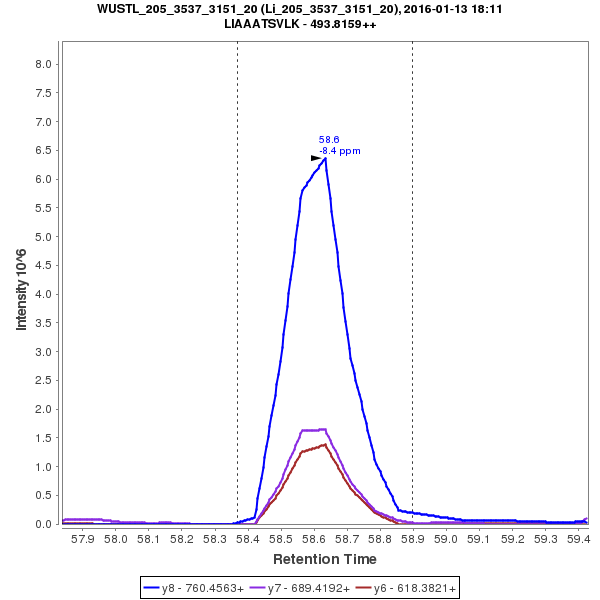 WUSTL_205_3537_3151_20 (Li_205_3537_3151_20), 2016-01-13 18:11
LIAAATSVLK - 493.8159++
58.6
-8.4 ppm
Intensity 10^6
8.0
7.5
7.0
6.5
6.0
5.5
5.0
4.5
4.0
3.5
3.0
2.5
2.0
1.5
1.0
0.5
0.0
57.9 58.0 58.1 58.2 58.3 58.4 58.5 58.6 58.7 58.8 58.9 59.0 59.1 59.2 59.3 59.4
Retention Time
y8 - 760.4563+ y7 - 689.4192+ y6 - 618.3821+